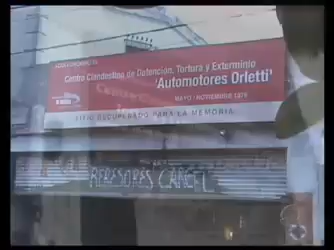 Centro Clandestino de Detención, Tortura y Exterminio
'Automotores Orletti'
MAYO - NOVIEMBRE 1976
SITIO RECUPERADO PARA LA MEMORIA
REPRESORES CARCEL